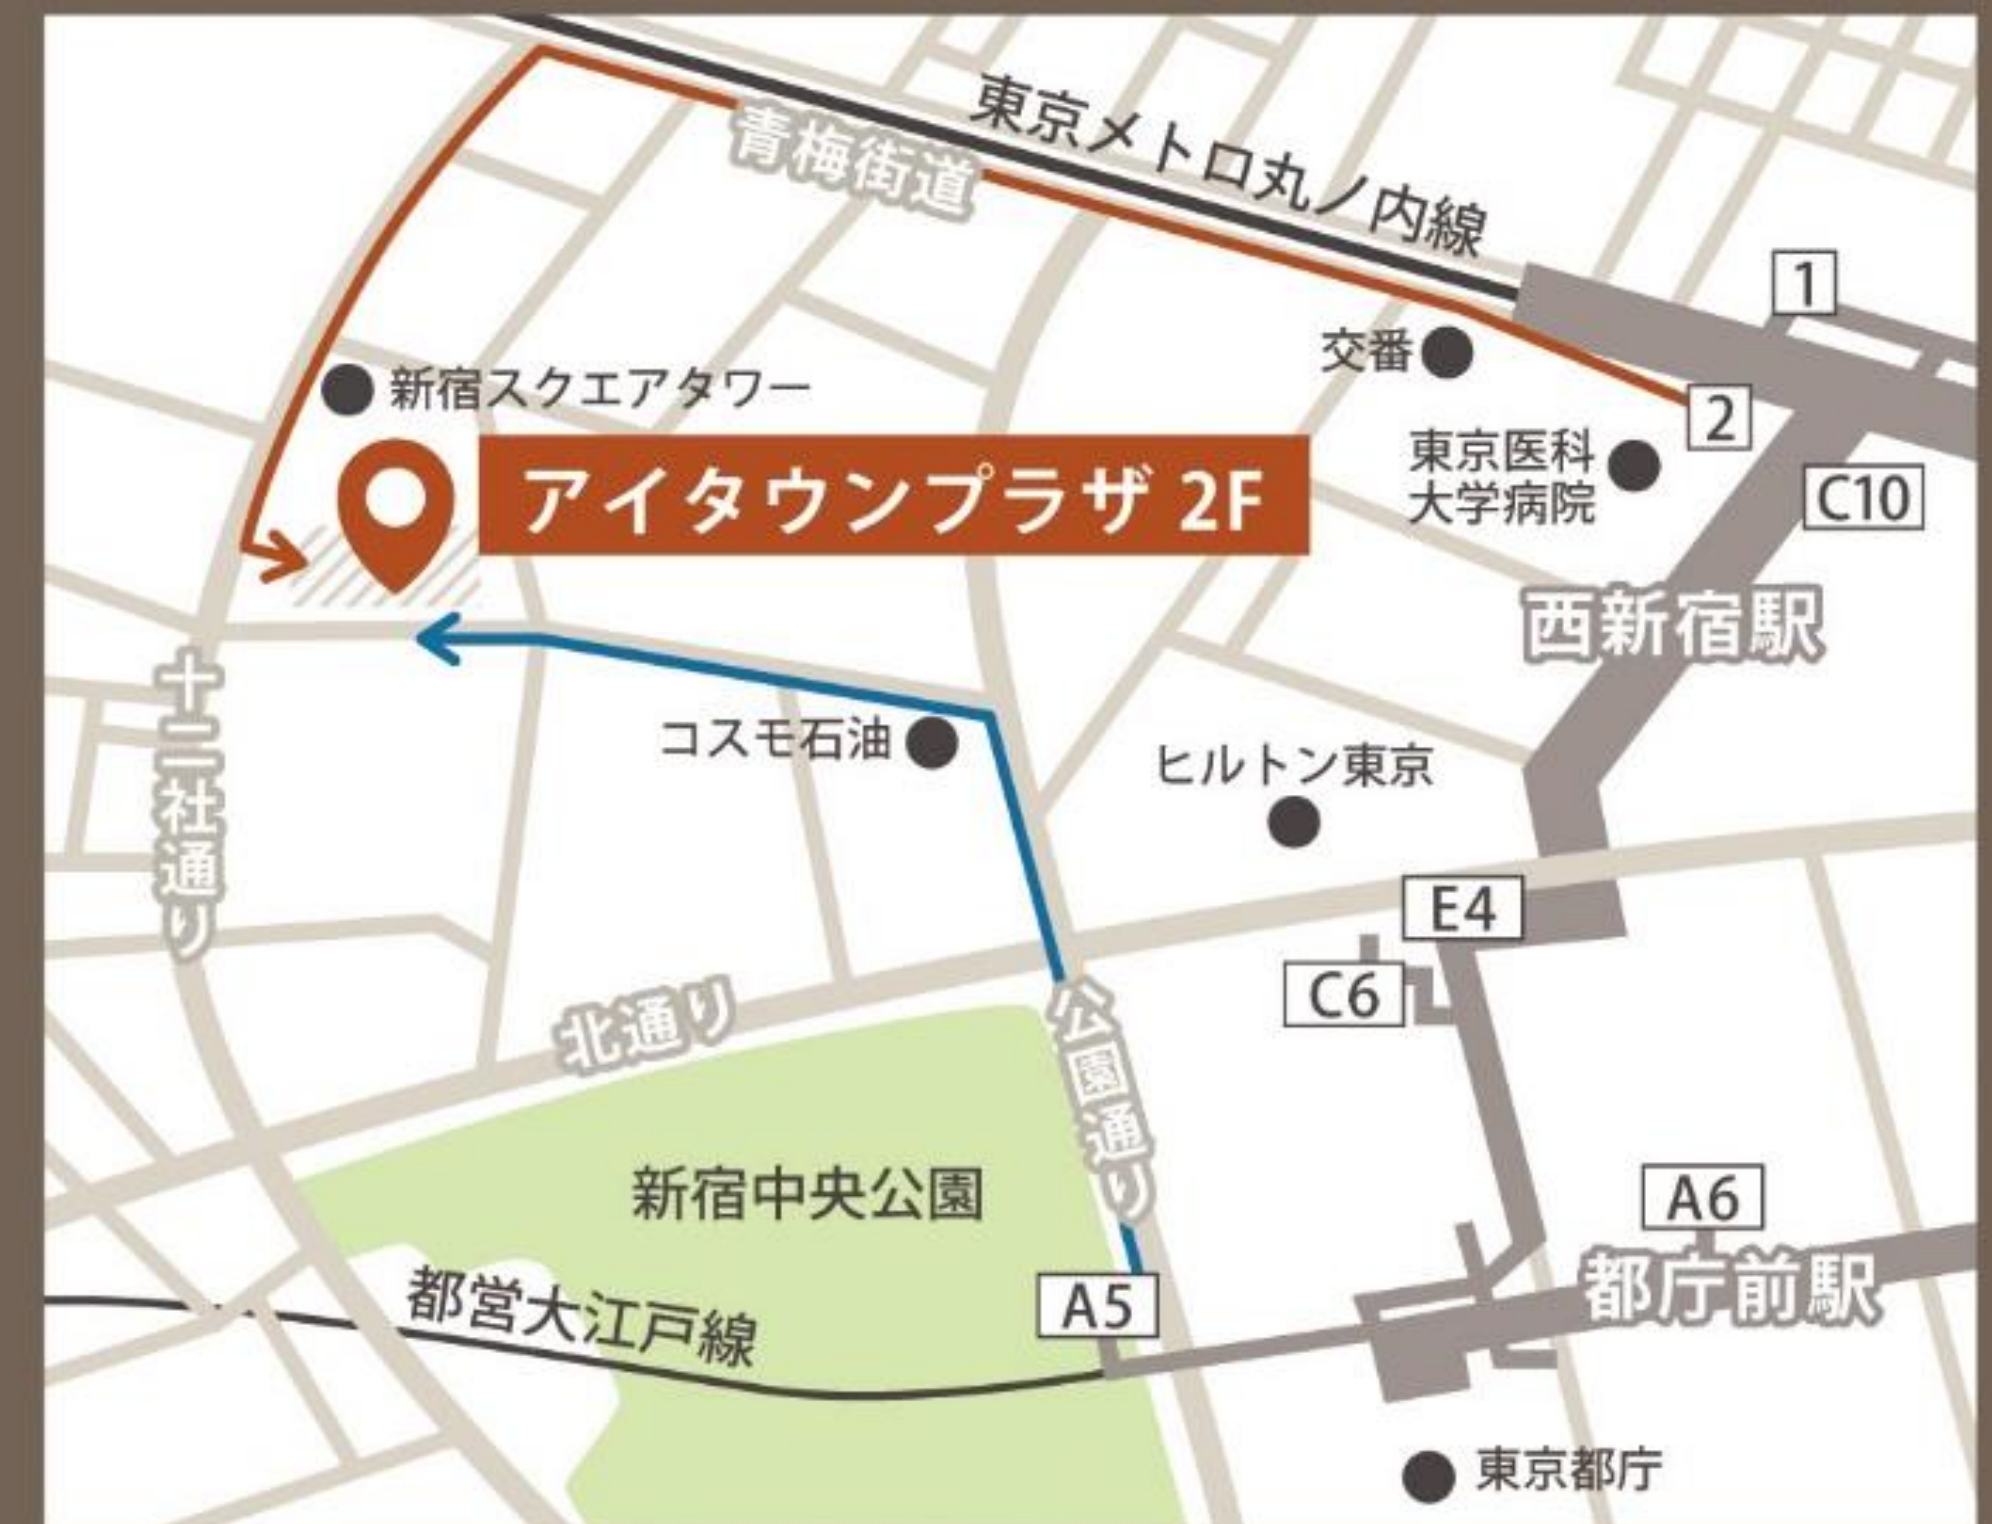 東京メトロ丸ノ内線
青梅街道
1
交番
2
新宿スクエアタワー
東京医科
大学病院
C10
アイタウンプラザ 2F
西新宿駅
十二社通り
コスモ石油
ヒルトン東京
E4
C6
北通り
公園通り
新宿中央公園
A6
都庁前駅
都営大江戸線
A5
東京都庁